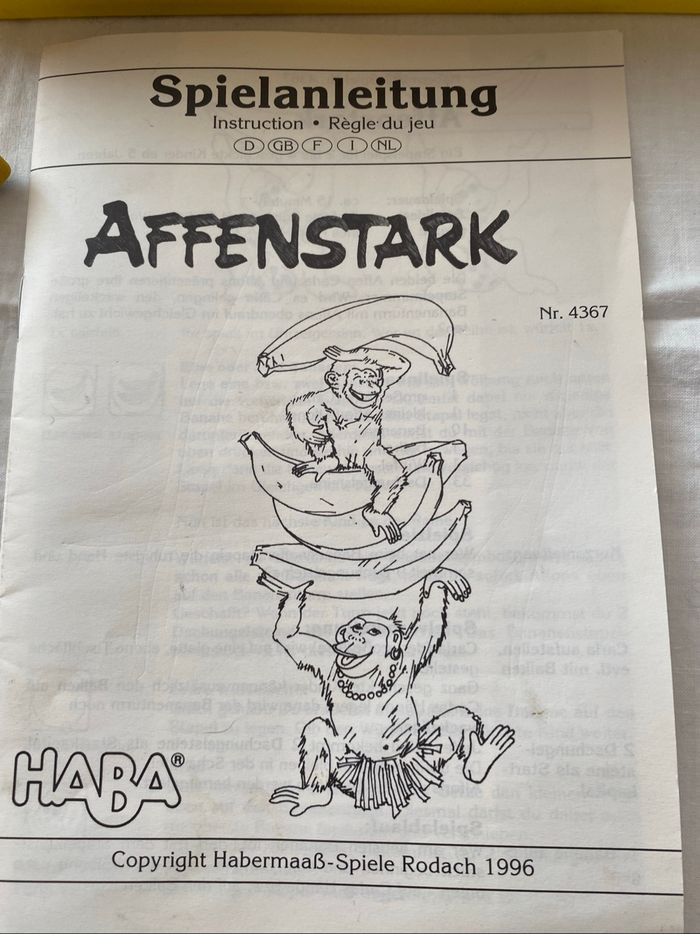 Spielanleitung
Instruction • Règle du jeu
D GB F I NL
AFFENSTARK
Nr. 4367
HABA®
Copyright Habermaaß-Spiele Rodach 1996